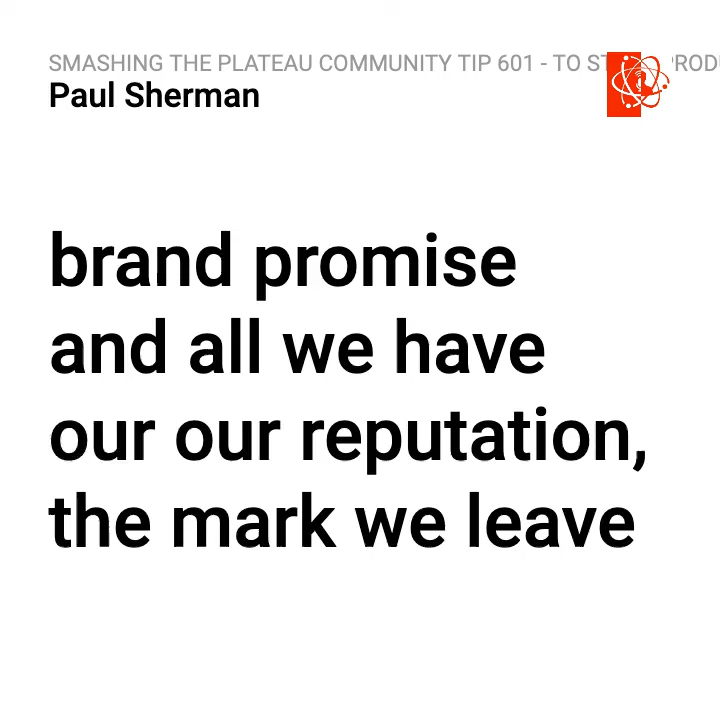 SMASHING THE PLATEAU COMMUNITY TIP 601 - TO
Paul Sherman
brand promise
and all we have
our our reputation,
the mark we leave